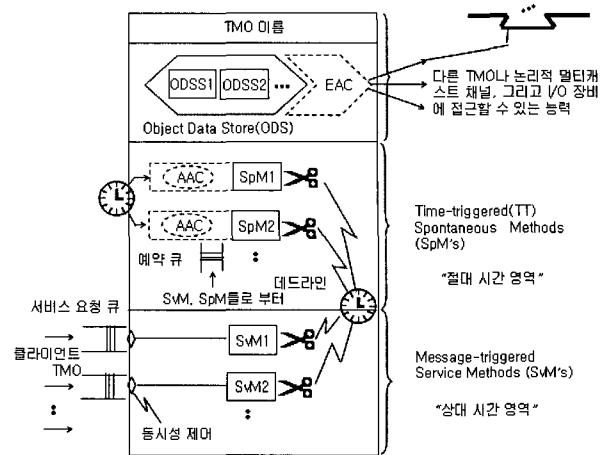 TMO 이름
ODSS1
ODSS2
•••
EAC
Object Data Store(ODS)
다른 TMO나 논리적 멀티캐
스트 채널, 그리고 I/O 장비
에 접근할 수 있는 능력
AAC
SpM1
AAC
SpM2
예약 큐
SvM, SpM들로 부터
데드라인
Time-triggered(TT)
Spontaneous Methods
(SpM's)
"절대 시간 영역"
서비스 요청 큐
클라이언트
TMO
SvM1
SvM2
동시성 제어
Message-triggered
Service Methods (SvM's)
"상대 시간 영역"